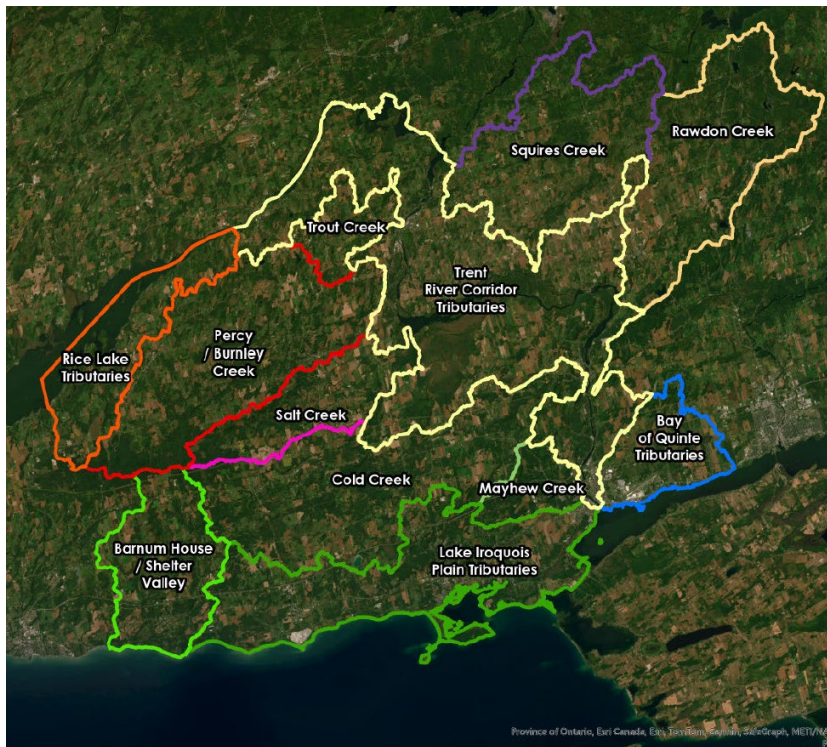 Squires Creek
Rawdon Creek
Trout Creek
Trent
River Corridor
Tributaries
Percy
/ Burnley
Creek
Rice Lake
Tributaries
Salt Creek
Bay
of Quinte
Tributaries
Cold Creek
Mayhew Creek
Barnum House
/ Shelter
Valley
Lake Iroquois
Plain Tributaries
Province of Ontario, Esri Canada, Esri, TomTom, Garmin, SafeGraph, METI/NA